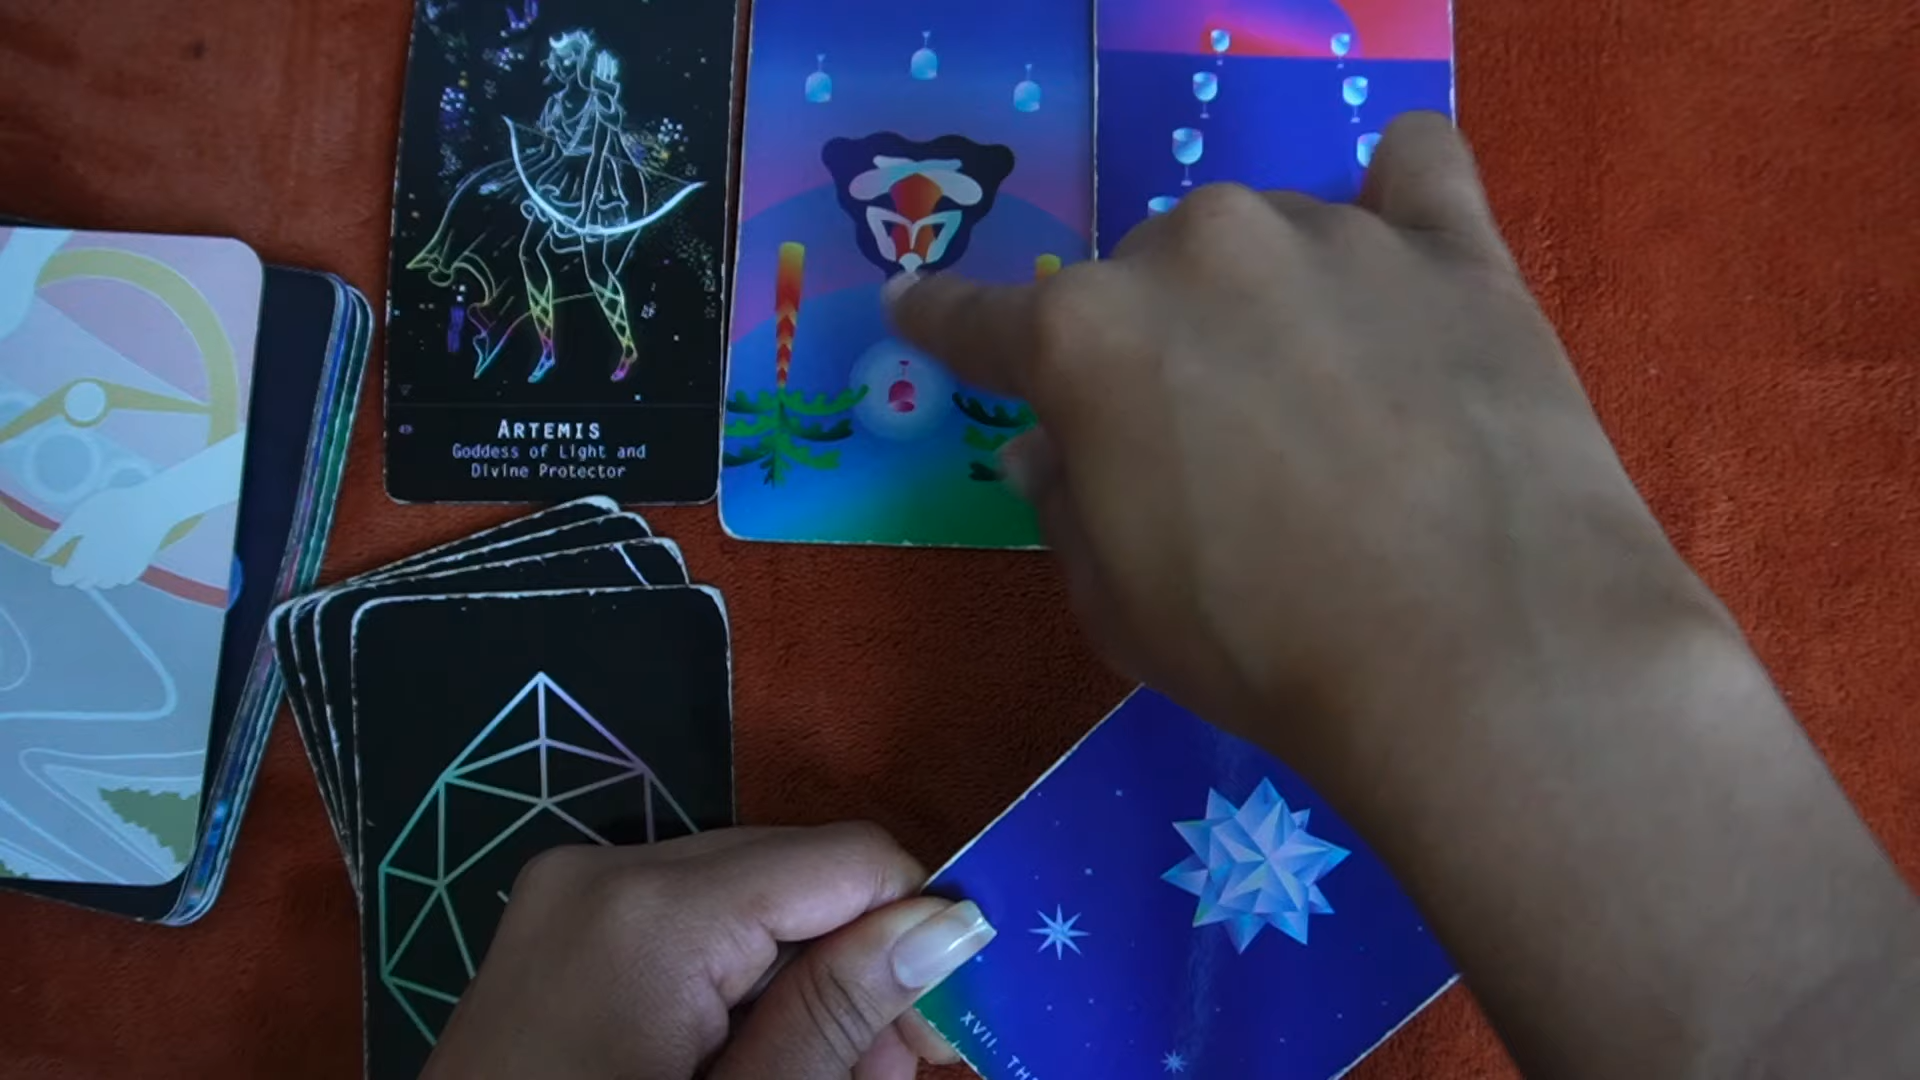 ARTEMIS
Goddess of Light and
Divine Protector
XVII. TH